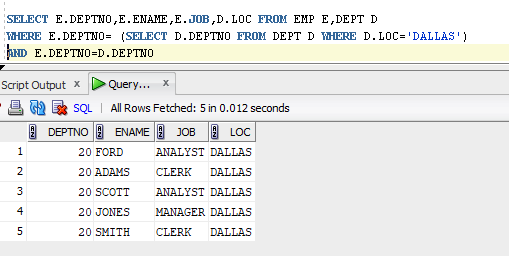 SELECT E.DEPTNO,E.ENAME,E.JOB,D.LOC FROM EMP E,DEPT D
WHERE E.DEPTNO= (SELECT D.DEPTNO FROM DEPT D WHERE D.LOC='DALLAS')
AND E.DEPTNO=D.DEPTNO
Script Output x Query... x
SQL | All Rows Fetched: 5 in 0.012 seconds
DEPTNO ENAME JOB LOC
1 20 FORD ANALYST DALLAS
2 20 ADAMS CLERK DALLAS
3 20 SCOTT ANALYST DALLAS
4 20 JONES MANAGER DALLAS
5 20 SMITH CLERK DALLAS